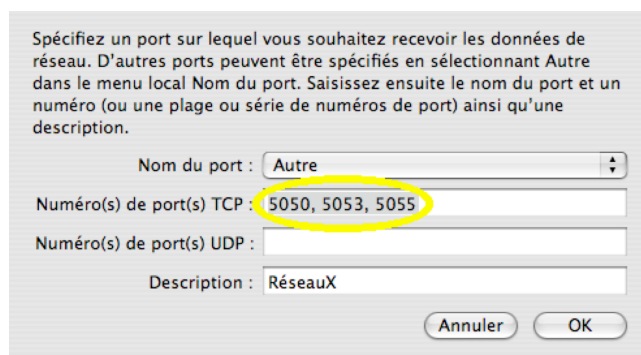 Spécifiez un port sur lequel vous souhaitez recevoir les données de
réseau. D'autres ports peuvent être spécifiés en sélectionnant Autre
dans le menu local Nom du port. Saisissez ensuite le nom du port et un
numéro (ou une plage ou série de numéros de port) ainsi qu'une
description.
Nom du port : Autre
Numéro(s) de port(s) TCP : 5050, 5053, 5055
Numéro(s) de port(s) UDP :
Description : RéseauX
Annuler OK